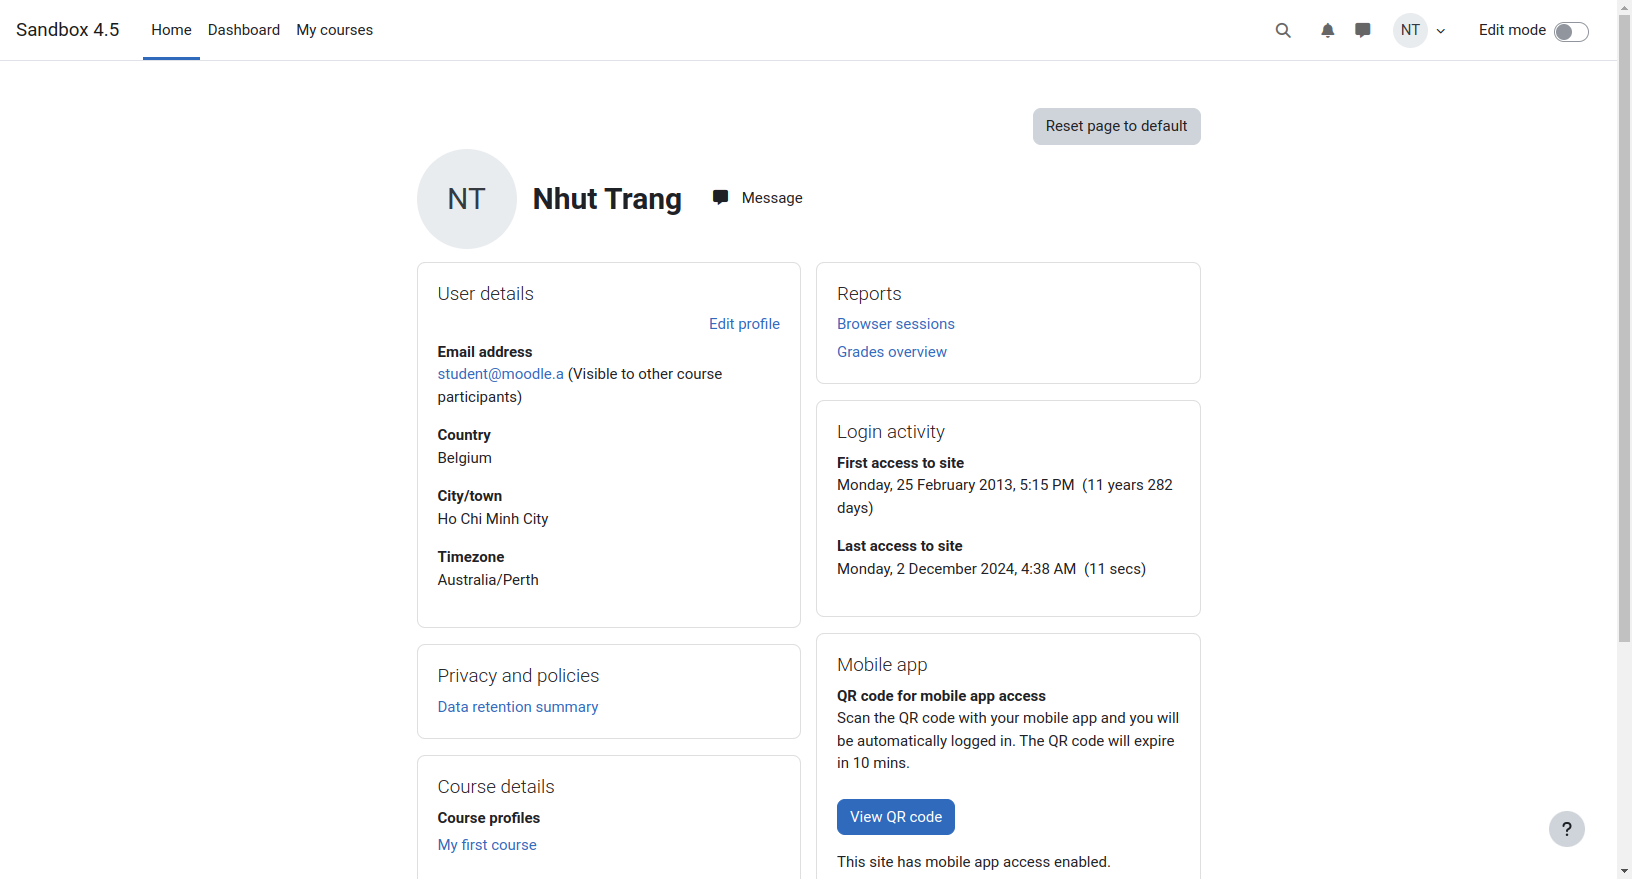 Sandbox 4.5
Home
Dashboard
My courses
NT
Edit mode
Reset page to default
NT
Nhut Trang
Message
User details
Edit profile
Email address
student@moodle.a (Visible to other course
participants)
Country
Belgium
City/town
Ho Chi Minh City
Timezone
Australia/Perth
Privacy and policies
Data retention summary
Course details
Course profiles
My first course
Reports
Browser sessions
Grades overview
Login activity
First access to site
Monday, 25 February 2013, 5:15 PM (11 years 282
days)
Last access to site
Monday, 2 December 2024, 4:38 AM (11 secs)
Mobile app
QR code for mobile app access
Scan the QR code with your mobile app and you will
be automatically logged in. The QR code will expire
in 10 mins.
View QR code
This site has mobile app access enabled.
?